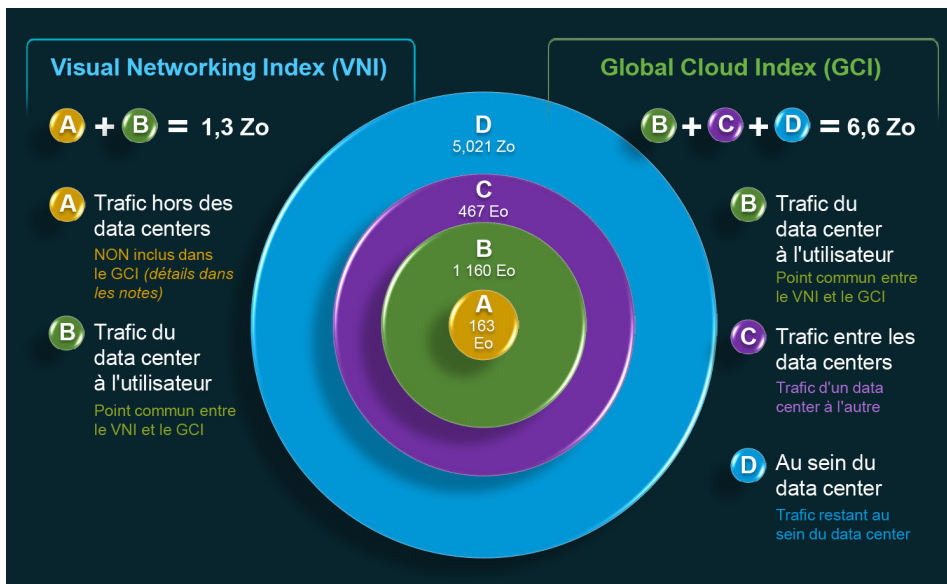 Visual Networking Index (VNI)
A + B = 1,3 Zo
A
Trafic hors des
data centers
NON inclus dans
le GCI (détails dans
les notes)
B
Trafic du
data center
à l'utilisateur
Point commun entre
le VNI et le GCI
D
5,021 Zo
C
467 Eo
B
1 160 Eo
A
163
Eo
Global Cloud Index (GCI)
B + C + D = 6,6 Zo
B
Trafic du
data center
à l'utilisateur
Point commun entre
le VNI et le GCI
C
Trafic entre les
data centers
Trafic d'un data
center à l'autre
D
Au sein du
data center
Trafic restant au
sein du data center